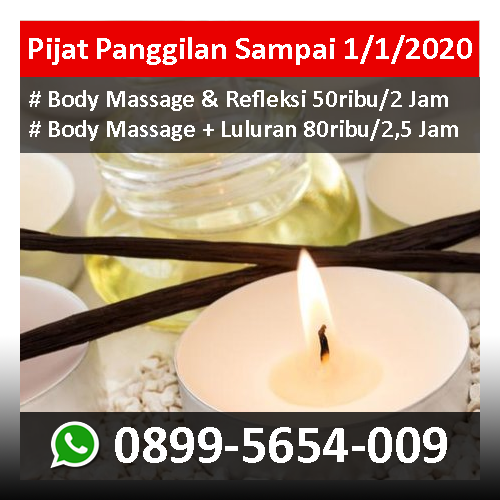 Pijat Panggilan Sampai 1/1/2020
# Body Massage & Refleksi 50ribu/2 Jam
# Body Massage + Luluran 80ribu/2,5 Jam
0899-5654-009